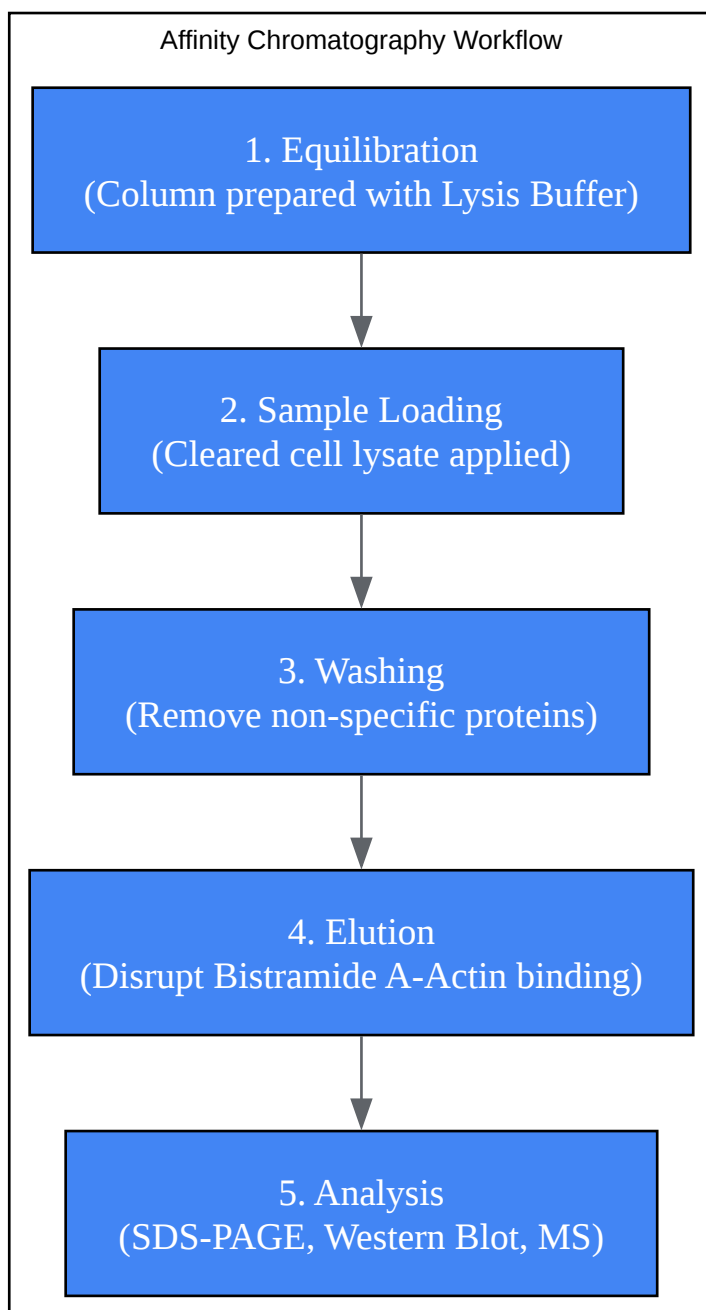 Affinity Chromatography Workflow
1. Equilibration
(Column prepared with Lysis Buffer)
2. Sample Loading
(Cleared cell lysate applied)
3. Washing
(Remove non-specific proteins)
4. Elution
(Disrupt Bistramide A-Actin binding)
5. Analysis
(SDS-PAGE, Western Blot, MS)